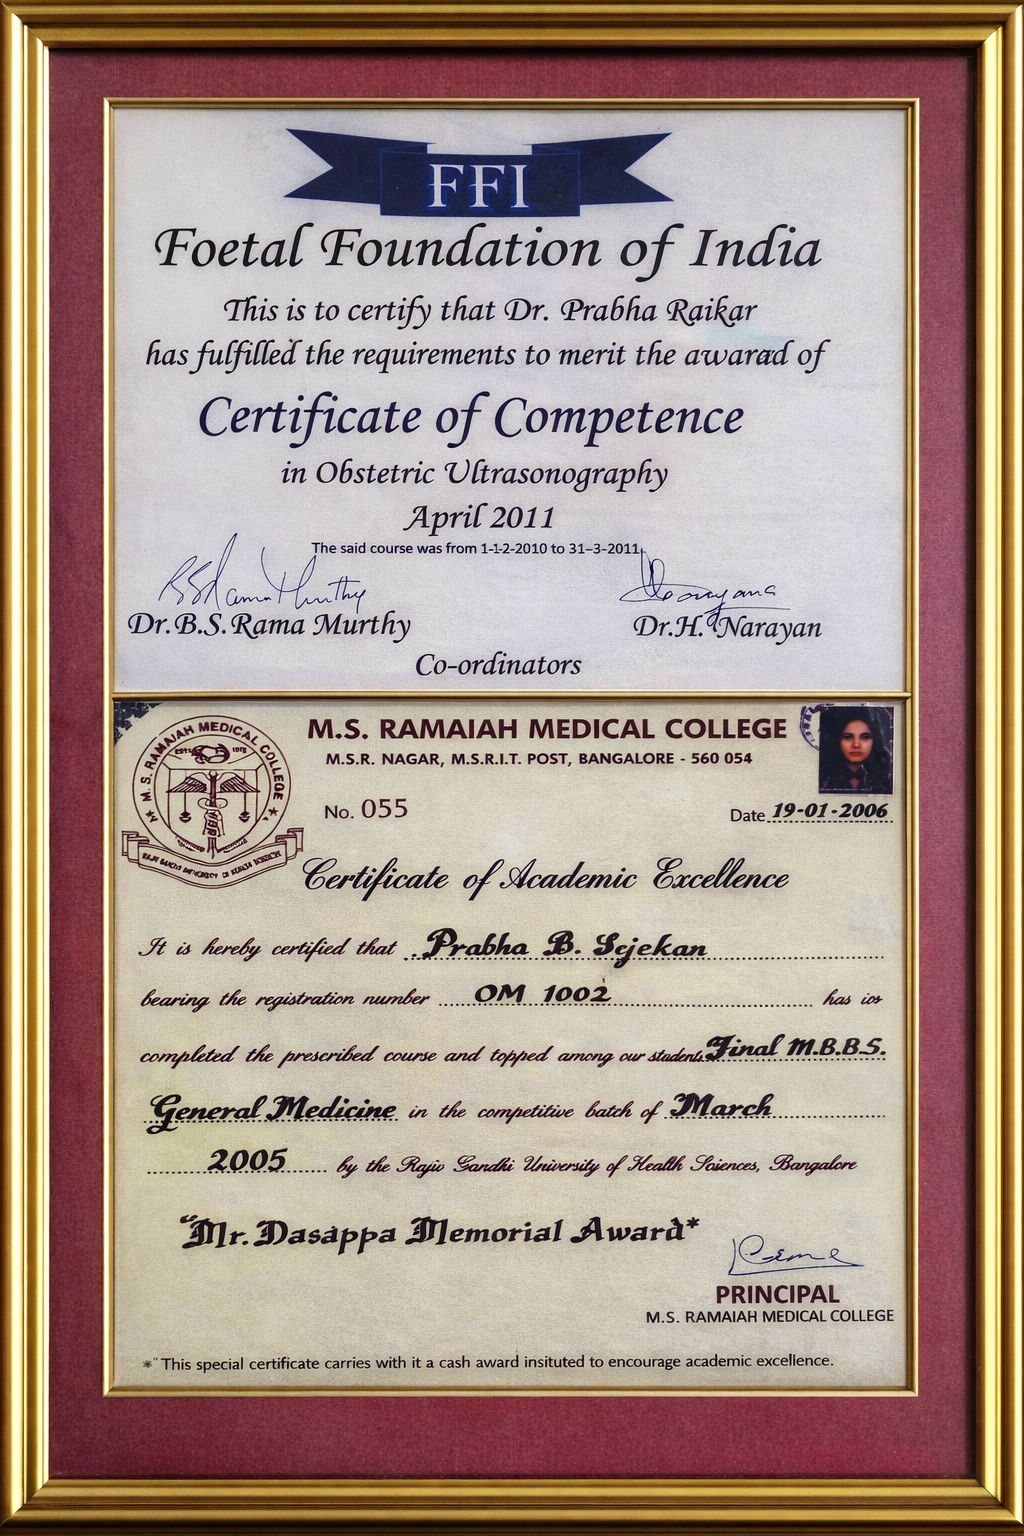 FFI
Foetal Foundation of India
This is to certify that Dr. Prabha Raikar
has fulfilled the requirements to merit the awarad of
Certificate of Competence
in Obstetric Ultrasonography
April 2011
The said course was from 1-1-2-2010 to 31-3-2011
Dr.B.S.Rama Murthy
Dr.H. Narayan
Co-ordinators
M.S. RAMAIAH MEDICAL COLLEGE
M.S. RAMAIAH MEDICAL COLLEGE
M.S.R. NAGAR, M.S.R.I.T. POST, BANGALORE - 560 054
No. 055
Date 19-01-2006
Certificate of Academic Excellence
It is hereby certified that Prabha B. Scjekan
bearing the registration number OM 1002 has ios
completed the prescribed course and topped among our students Final M.B.B.S.
General Medicine in the competitive batch of March
2005 by the Rajiv Gandhi University of Health Sciences, Bangalore
"Mr. Dasappa Memorial Award*
PRINCIPAL
M.S. RAMAIAH MEDICAL COLLEGE
*" This special certificate carries with it a cash award insituted to encourage academic excellence.